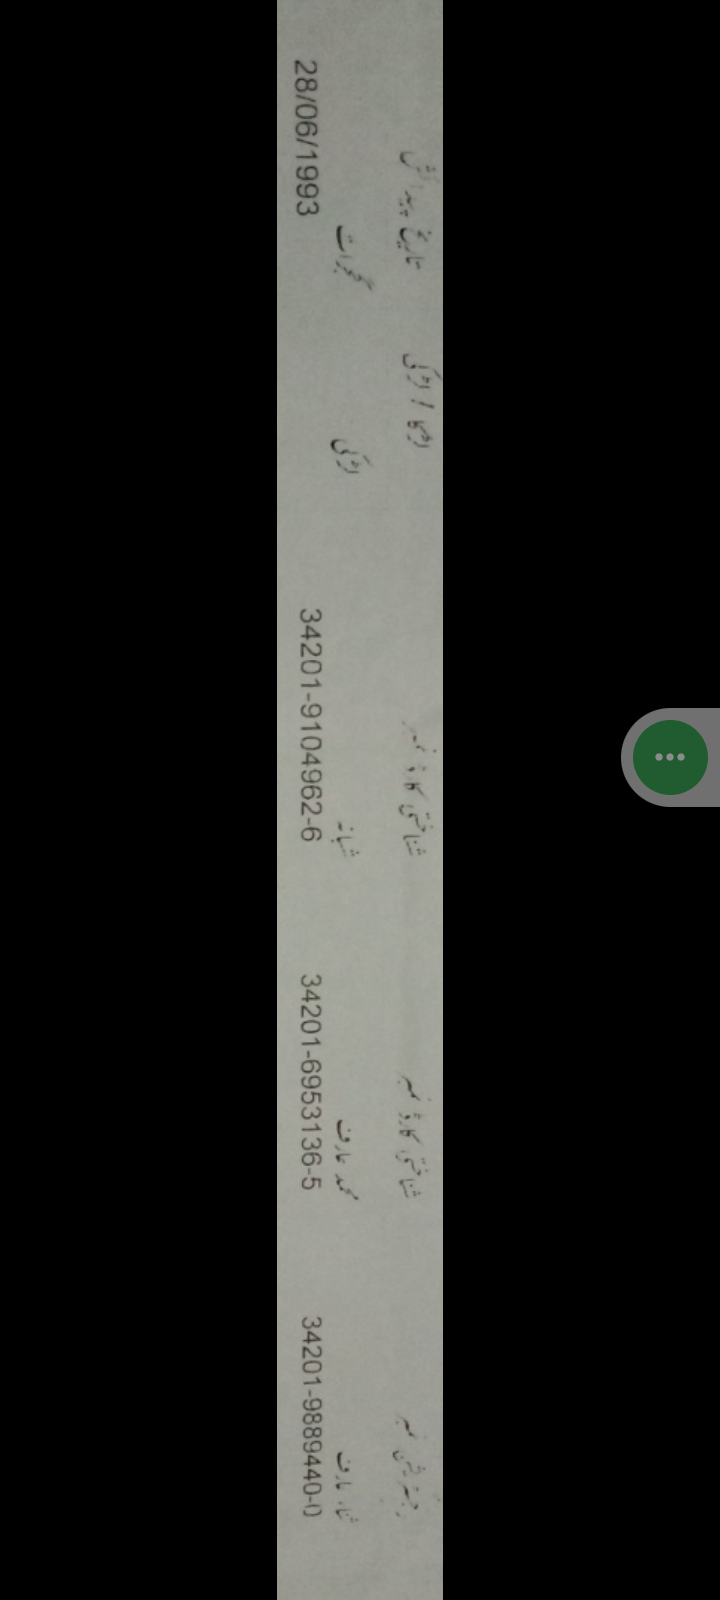 رجسٹریشن نمبر شناختی کارڈ نمبر شناختی کارڈ نمبر لڑکا / لڑکی تاریخ پیدائش
ثناء عارف محمد عارف شبانہ لڑکی گجرات
34201-9889440-0 34201-6953136-5 34201-9104962-6 28/06/1993